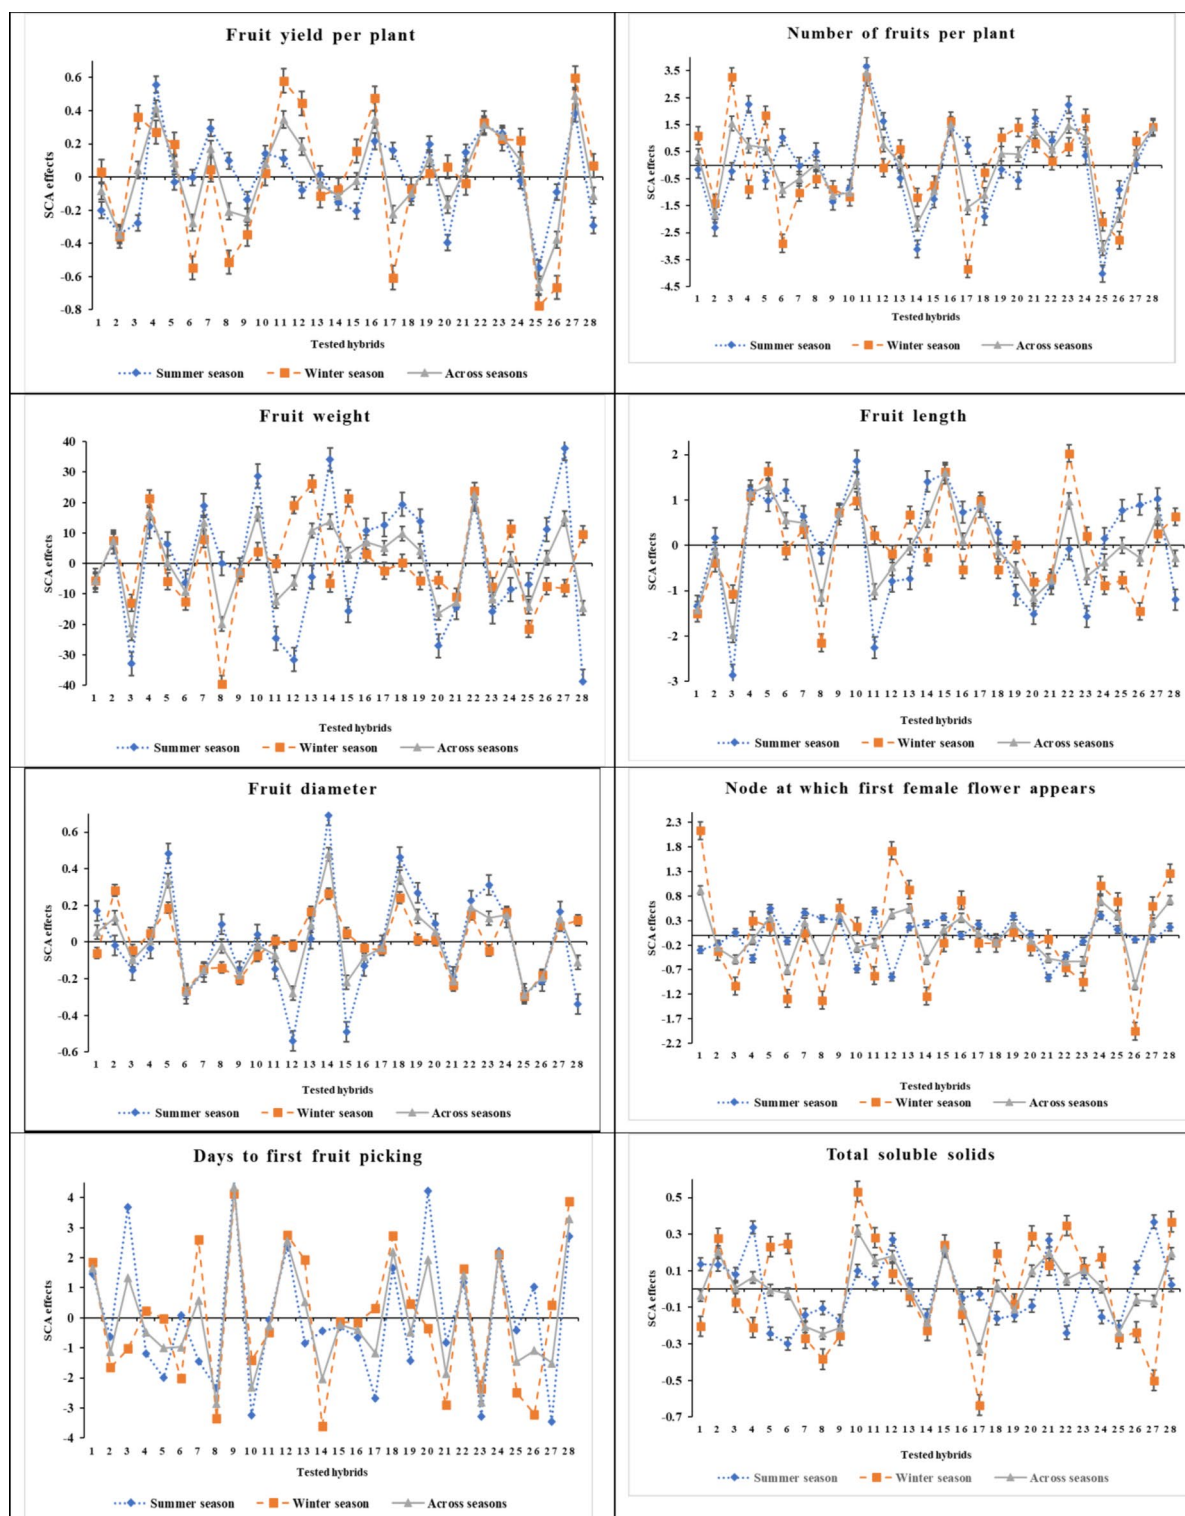 Fruit yield per plant
SCA effects
0.6
0.4
0.2
0
-0.2
-0.4
-0.6
-0.8
1 2 3 4 5 6 7 8 9 10 11 12 13 14 15 16 17 18 19 20 21 22 23 24 25 26 27 28
Tested hybrids
Summer season Winter season Across seasons
Number of fruits per plant
SCA effects
3.5
2.5
1.5
0.5
-0.5
-1.5
-2.5
-3.5
-4.5
1 2 3 4 5 6 7 8 9 10 11 12 13 14 15 16 17 18 19 20 21 22 23 24 25 26 27 28
Tested hybrids
Summer season Winter season Across seasons
Fruit weight
SCA effects
40
30
20
10
0
-10
-20
-30
-40
1 2 3 4 5 6 7 8 9 10 11 12 13 14 15 16 17 18 19 20 21 22 23 24 25 26 27 28
Tested hybrids
Summer season Winter season Across seasons
Fruit length
SCA effects
2
1
0
-1
-2
-3
1 2 3 4 5 6 7 8 9 10 11 12 13 14 15 16 17 18 19 20 21 22 23 24 25 26 27 28
Tested hybrids
Summer season Winter season Across seasons
Fruit diameter
SCA effects
0.6
0.4
0.2
0
-0.2
-0.4
-0.6
1 2 3 4 5 6 7 8 9 10 11 12 13 14 15 16 17 18 19 20 21 22 23 24 25 26 27 28
Tested hybrids
Summer season Winter season Across seasons
Node at which first female flower appears
SCA effects
2.3
1.8
1.3
0.8
0.3
-0.2
-0.7
-1.2
-1.7
-2.2
1 2 3 4 5 6 7 8 9 10 11 12 13 14 15 16 17 18 19 20 21 22 23 24 25 26 27 28
Tested hybrids
Summer season Winter season Across seasons
Days to first fruit picking
SCA effects
4
3
2
1
0
-1
-2
-3
-4
1 2 3 4 5 6 7 8 9 10 11 12 13 14 15 16 17 18 19 20 21 22 23 24 25 26 27 28
Tested hybrids
Summer season Winter season Across seasons
Total soluble solids
SCA effects
0.5
0.3
0.1
-0.1
-0.3
-0.5
-0.7
1 2 3 4 5 6 7 8 9 10 11 12 13 14 15 16 17 18 19 20 21 22 23 24 25 26 27 28
Tested hybrids
Summer season Winter season Across seasons